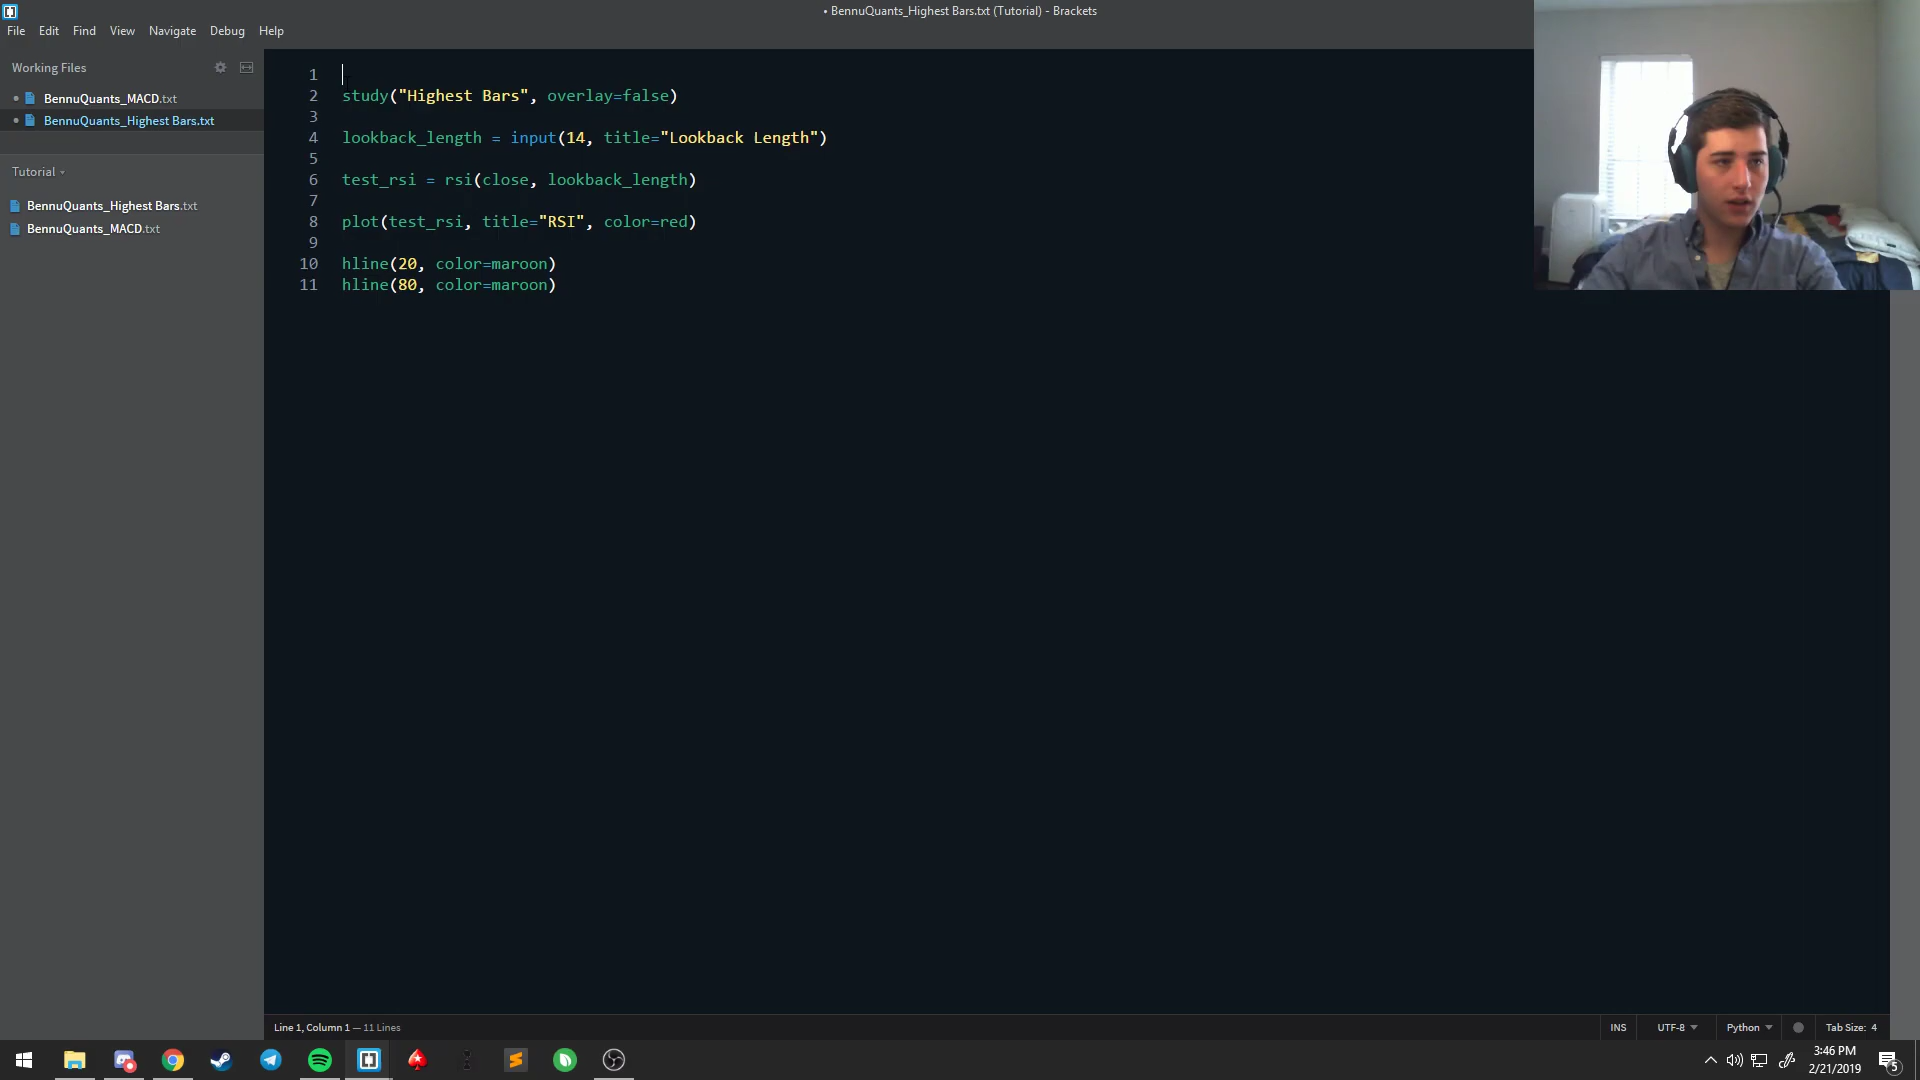 • BennuQuants_Highest Bars.txt (Tutorial) - Brackets
File Edit Find View Navigate Debug Help
Working Files
BennuQuants_MACD.txt
BennuQuants_Highest Bars.txt
Tutorial
BennuQuants_Highest Bars.txt
BennuQuants_MACD.txt
1
2 study("Highest Bars", overlay=false)
3
4 lookback_length = input(14, title="Lookback Length")
5
6 test_rsi = rsi(close, lookback_length)
7
8 plot(test_rsi, title="RSI", color=red)
9
10 hline(20, color=maroon)
11 hline(80, color=maroon)
Line 1, Column 1 — 11 Lines
INS UTF-8 Python Tab Size: 4
3:46 PM
2/21/2019
5